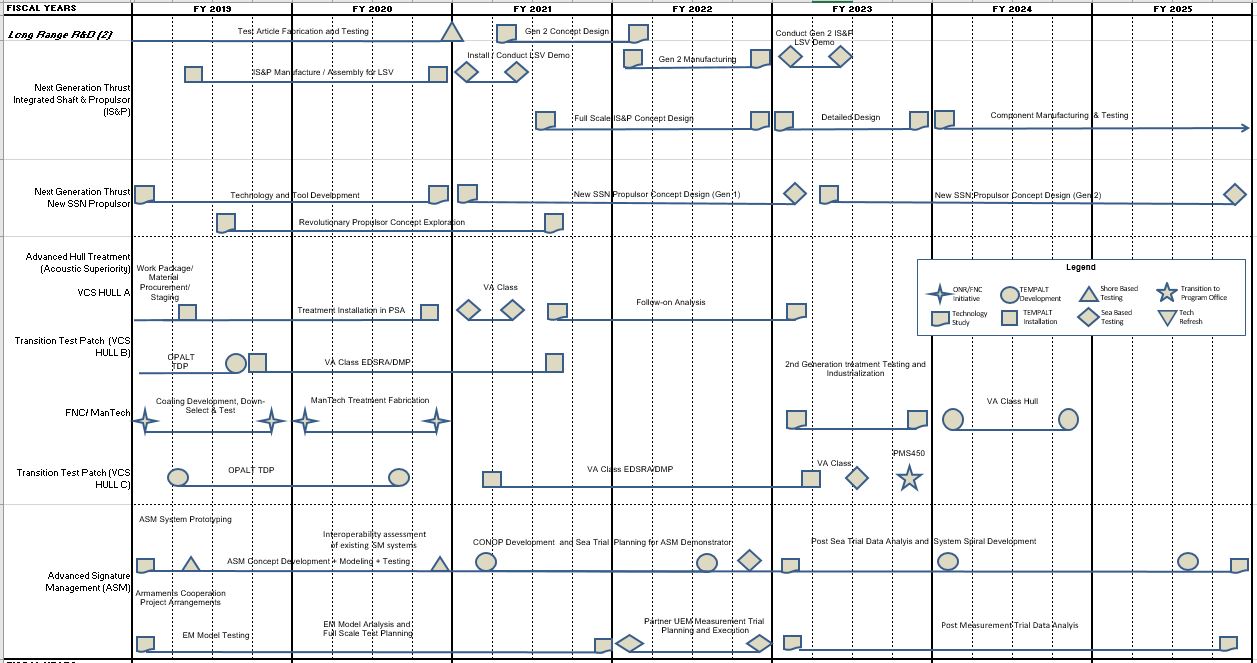 FISCAL YEARS FY 2019 FY 2020 FY 2021 FY 2022 FY 2023 FY 2024 FY 2025
Long Range R&D (2)
Test Article Fabrication and Testing
Gen 2 Concept Design
Conduct Gen 2 IS&P
LSV Demo
Install / Conduct LSV Demo
Gen 2 Manufacturing
IS&P Manufacture / Assembly for LSV
Next Generation Thrust
Integrated Shaft & Propulsor
(IS&P)
Full Scale IS&P Concept Design
Detailed Design
Component Manufacturing & Testing
Next Generation Thrust
New SSN Propulsor
Technology and Tool Development
New SSN Propulsor Concept Design (Gen 1)
New SSN Propulsor Concept Design (Gen 2)
Revolutionary Propulsor Concept Exploration
Advanced Hull Treatment
(Acoustic Superiority)
VCS HULL A
Work Package/
Material
Procurement/
Staging
Treatment Installation in PSA
VA Class
Follow-on Analysis
Legend
ONR/FNC
Initiative
TEMPALT
Development
Shore Based
Testing
Transition to
Program Office
Technology
Study
TEMPALT
Installation
Sea Based
Testing
Tech
Refresh
Transition Test Patch (VCS
HULL B)
OPALT
TDP
VA Class EDSRA/DMP
2nd Generation treatment Testing and
Industrialization
FNC/ ManTech
Coating Development, Down-
Select & Test
ManTech Treatment Fabrication
VA Class Hull
Transition Test Patch (VCS
HULL C)
OPALT TDP
VA Class EDSRA/DMP
VA Class
PMS450
Advanced Signature
Management (ASM)
ASM System Prototyping
Interoperability assessment
of existing SM systems
ASM Concept Development + Modeling + Testing
CONOP Development and Sea Trial Planning for ASM Demonstrator
Post Sea Trial Data Analysis and System Spiral Development
Armaments Cooperation
Project Arrangements
EM Model Testing
EM Model Analysis and
Full Scale Test Planning
Partner UEM Measurement Trial
Planning and Execution
Post Measurement Trial Data Analyis
FISCAL YEARS